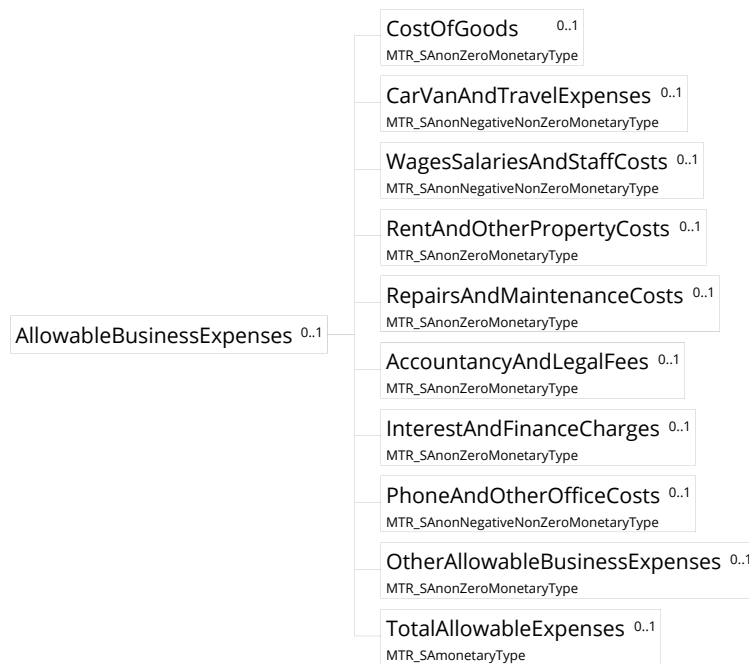 CostOfGoods 0..1
MTR_SAnonZeroMonetaryType
CarVanAndTravelExpenses 0..1
MTR_SAnonNegativeNonZeroMonetaryType
WagesSalariesAndStaffCosts 0..1
MTR_SAnonNegativeNonZeroMonetaryType
RentAndOtherPropertyCosts 0..1
MTR_SAnonZeroMonetaryType
RepairsAndMaintenanceCosts 0..1
MTR_SAnonZeroMonetaryType
AllowableBusinessExpenses 0..1
AccountancyAndLegalFees 0..1
MTR_SAnonZeroMonetaryType
InterestAndFinanceCharges 0..1
MTR_SAnonZeroMonetaryType
PhoneAndOtherOfficeCosts 0..1
MTR_SAnonNegativeNonZeroMonetaryType
OtherAllowableBusinessExpenses 0..1
MTR_SAnonZeroMonetaryType
TotalAllowableExpenses 0..1
MTR_SAmonetaryType